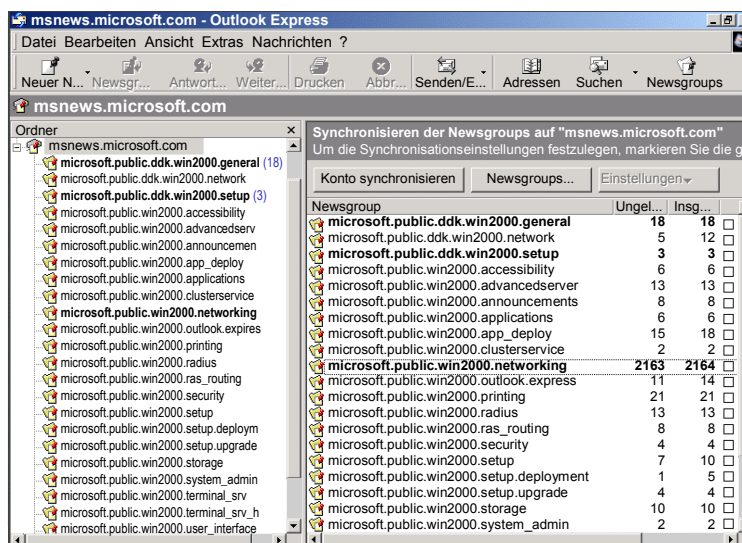 msnews.microsoft.com - Outlook Express
Datei Bearbeiten Ansicht Extras Nachrichten ?
Neuer N... Newsgr... Antwort... Weiter... Drucken Abbr... Senden/E... Adressen Suchen Newsgroups
msnews.microsoft.com
Ordner
msnews.microsoft.com
microsoft.public.ddk.win2000.general (18)
microsoft.public.ddk.win2000.network
microsoft.public.ddk.win2000.setup (3)
microsoft.public.win2000.accessibility
microsoft.public.win2000.advancedserv
microsoft.public.win2000.announcemen
microsoft.public.win2000.app_deploy
microsoft.public.win2000.applications
microsoft.public.win2000.clusterservice
microsoft.public.win2000.networking
microsoft.public.win2000.outlook.expires
microsoft.public.win2000.printing
microsoft.public.win2000.radius
microsoft.public.win2000.ras_routing
microsoft.public.win2000.security
microsoft.public.win2000.setup
microsoft.public.win2000.setup.deploym
microsoft.public.win2000.setup.upgrade
microsoft.public.win2000.storage
microsoft.public.win2000.system_admin
microsoft.public.win2000.terminal_srv
microsoft.public.win2000.terminal_srv_h
microsoft.public.win2000.user_interface
Synchronisieren der Newsgroups auf "msnews.microsoft.com"
Um die Synchronisationseinstellungen festzulegen, markieren Sie die g
Konto synchronisieren Newsgroups... Einstellungen
Newsgroup Ungel... Insg...
microsoft.public.ddk.win2000.general 18 18
microsoft.public.ddk.win2000.network 5 12
microsoft.public.ddk.win2000.setup 3 3
microsoft.public.win2000.accessibility 6 6
microsoft.public.win2000.advancedserver 13 13
microsoft.public.win2000.announcements 8 8
microsoft.public.win2000.applications 6 6
microsoft.public.win2000.app_deploy 15 18
microsoft.public.win2000.clusterservice 2 2
microsoft.public.win2000.networking 2163 2164
microsoft.public.win2000.outlook.express 11 14
microsoft.public.win2000.printing 21 21
microsoft.public.win2000.radius 13 13
microsoft.public.win2000.ras_routing 8 8
microsoft.public.win2000.security 4 4
microsoft.public.win2000.setup 7 10
microsoft.public.win2000.setup.deployment 1 5
microsoft.public.win2000.setup.upgrade 4 4
microsoft.public.win2000.storage 10 10
microsoft.public.win2000.system_admin 2 2